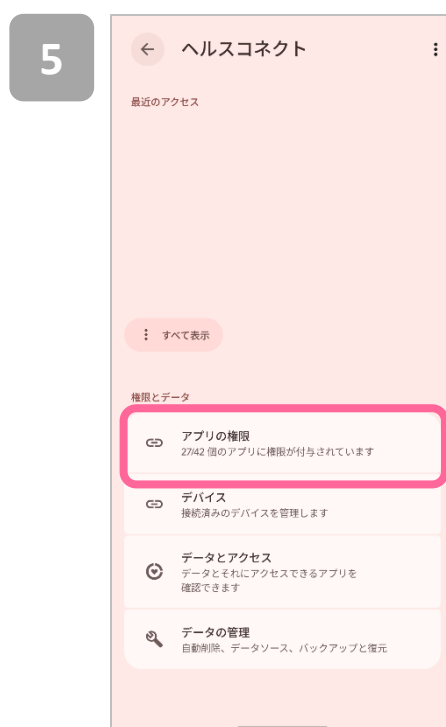 5
ヘルスコネクト
最近のアクセス
すべて表示
権限とデータ
アプリの権限
27/42 個のアプリに権限が付与されています
デバイス
接続済みのデバイスを管理します
データとアクセス
データとそれにアクセスできるアプリを
確認できます
データの管理
自動削除、データソース、バックアップと復元